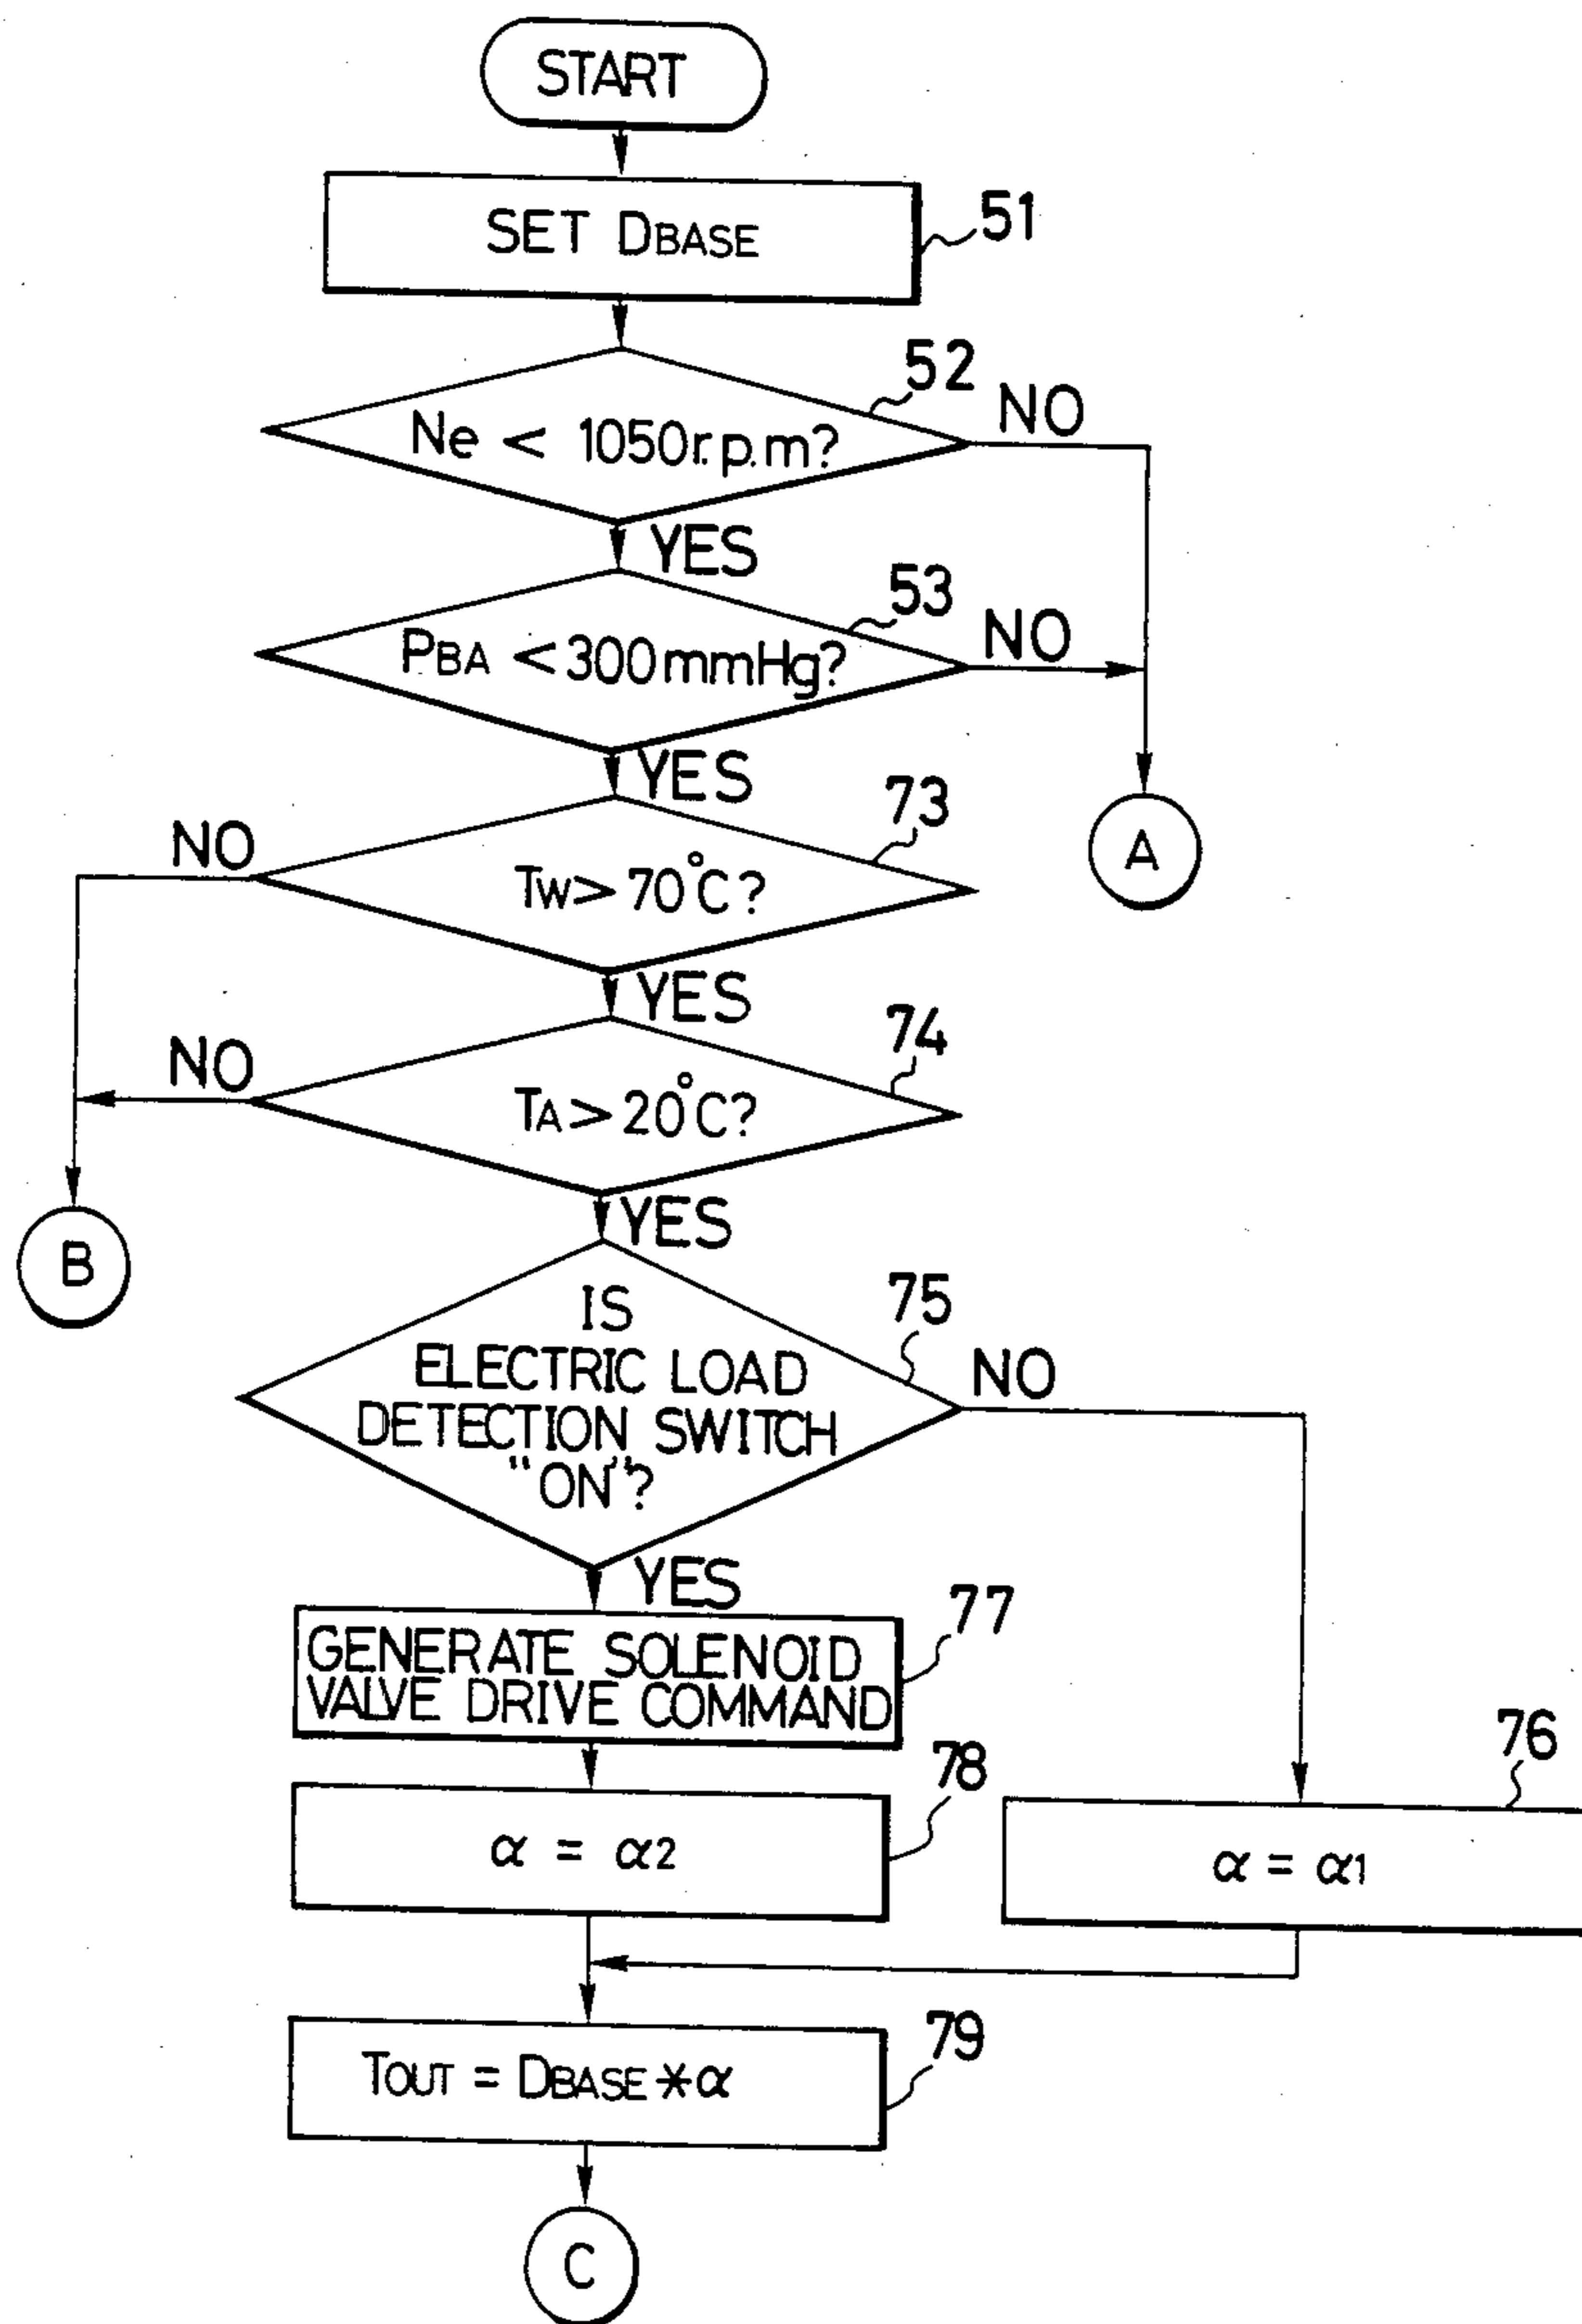 START
SET DBASE
51
52
NO
Ne < 1050r.p.m?
YES
53
NO
PBA < 300mmHg?
YES
73
NO
TW > 70°C?
A
YES
74
NO
TA > 20°C?
YES
B
75
IS
ELECTRIC LOAD
DETECTION SWITCH
"ON"?
NO
YES
77
GENERATE SOLENOID
VALVE DRIVE COMMAND
76
78
α = α2
α = α1
79
TOUT = DBASE * α
C